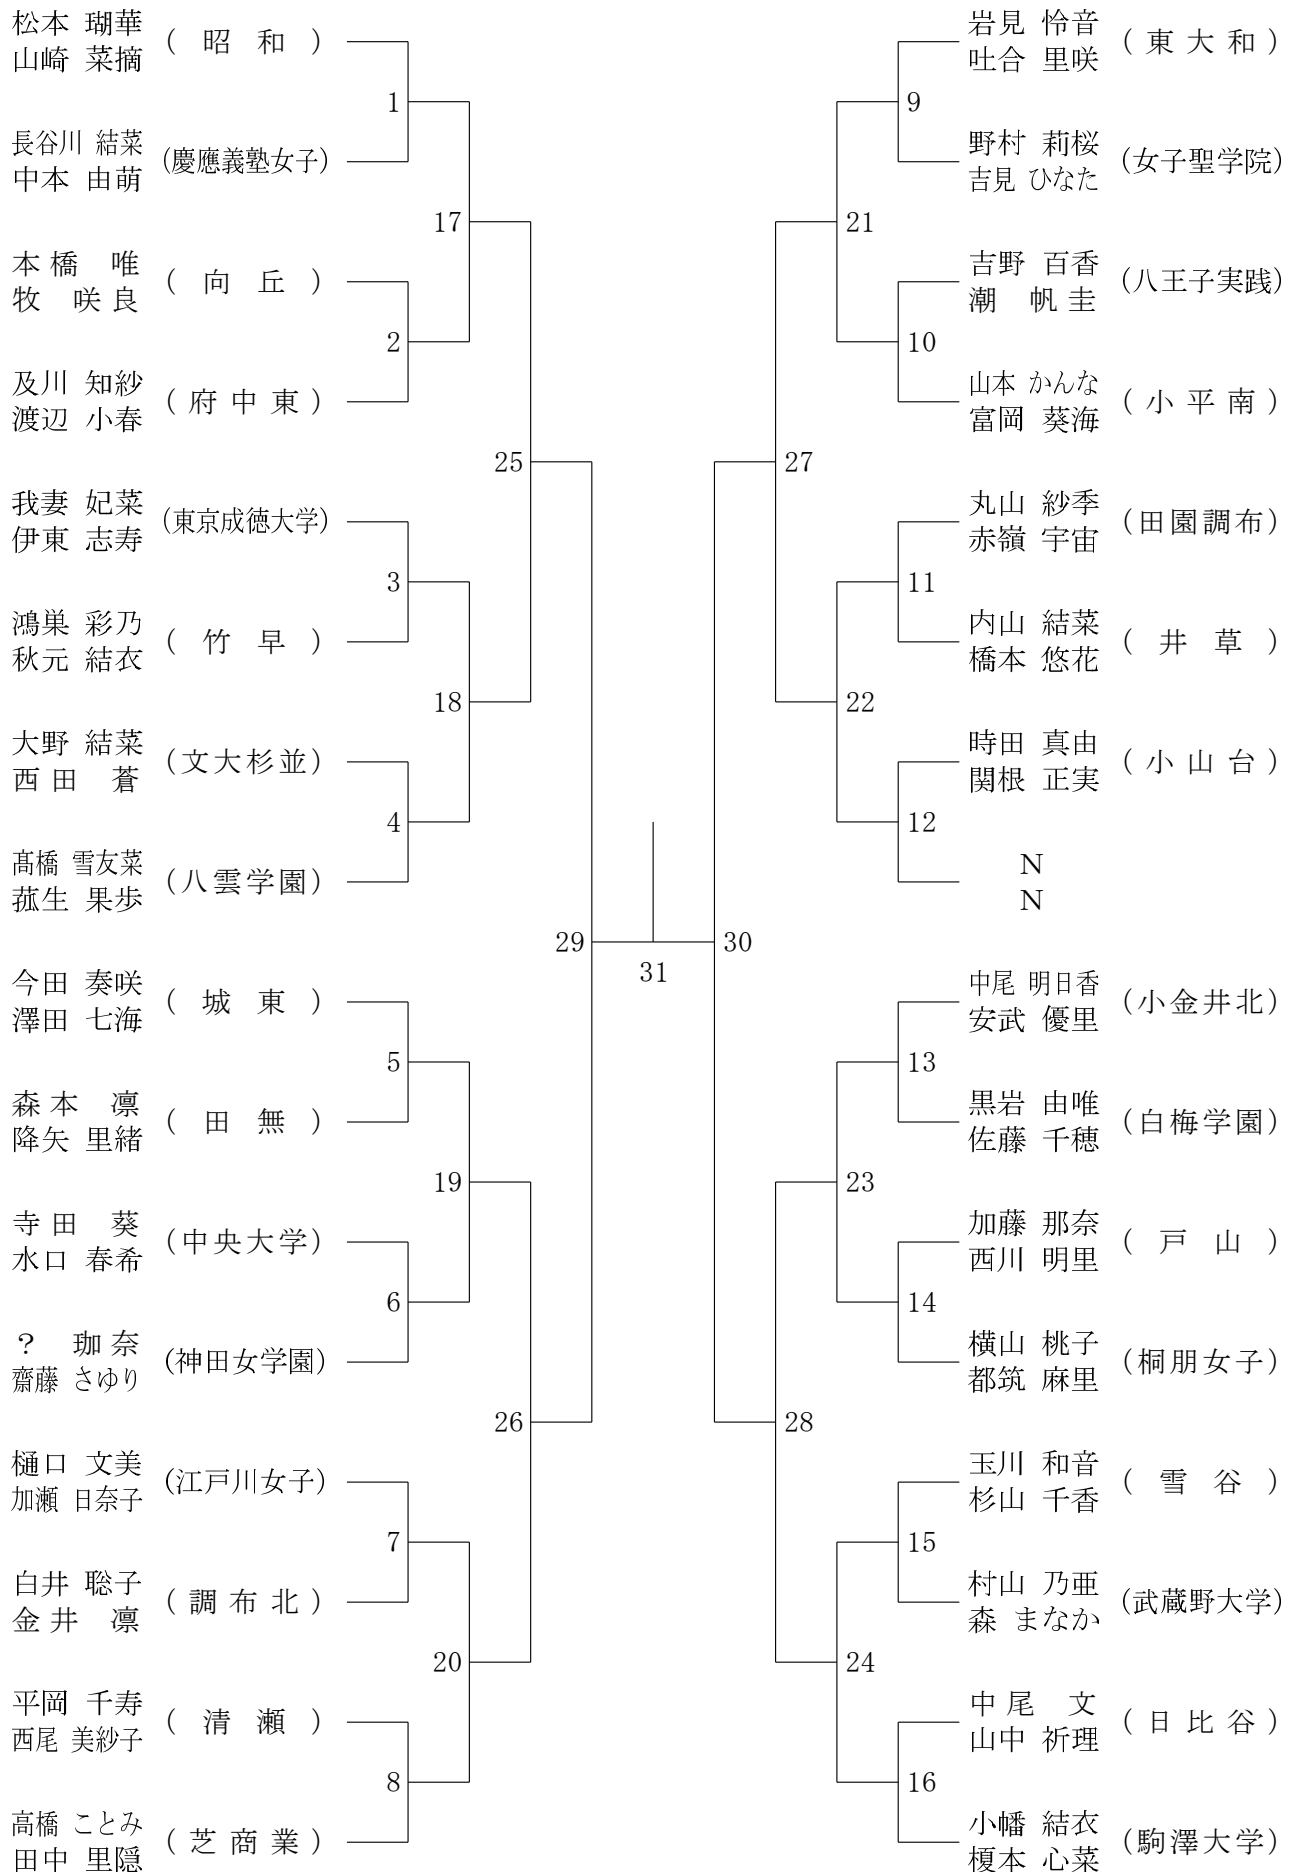 松本 瑚華
山崎 菜摘
( 昭 和 )
1
長谷川 結菜
中本 由萌
(慶應義塾女子)
17
本橋 唯
牧 咲良
( 向 丘 )
2
及川 知紗
渡辺 小春
( 府 中 東 )
25
我妻 妃菜
伊東 志寿
(東京成徳大学)
3
鴻巣 彩乃
秋元 結衣
( 竹 早 )
18
大野 結菜
西田 蒼
(文大杉並)
4
髙橋 雪友菜
菰生 果歩
(八雲学園)
29
今田 奏咲
澤田 七海
( 城 東 )
5
森本 凛
降矢 里緒
( 田 無 )
19
寺田 葵
水口 春希
(中央大学)
6
? 珈奈
齋藤 さゆり
(神田女学園)
26
樋口 文美
加瀬 日奈子
(江戸川女子)
7
白井 聡子
金井 凛
( 調 布 北 )
20
平岡 千寿
西尾 美紗子
( 清 瀬 )
8
高橋 ことみ
田中 里隠
( 芝 商 業 )
31
岩見 怜音
吐合 里咲
( 東 大 和 )
9
野村 莉桜
吉見 ひなた
(女子聖学院)
21
吉野 百香
潮 帆圭
(八王子実践)
10
山本 かんな
富岡 葵海
( 小 平 南 )
27
丸山 紗季
赤嶺 宇宙
(田園調布)
11
内山 結菜
橋本 悠花
( 井 草 )
22
時田 真由
関根 正実
( 小 山 台 )
12
N
N
30
中尾 明日香
安武 優里
(小金井北)
13
黒岩 由唯
佐藤 千穂
(白梅学園)
23
加藤 那奈
西川 明里
( 戸 山 )
14
横山 桃子
都筑 麻里
(桐朋女子)
28
玉川 和音
杉山 千香
( 雪 谷 )
15
村山 乃亜
森 まなか
(武蔵野大学)
24
中尾 文
山中 祈理
( 日 比 谷 )
16
小幡 結衣
榎本 心菜
(駒澤大学)